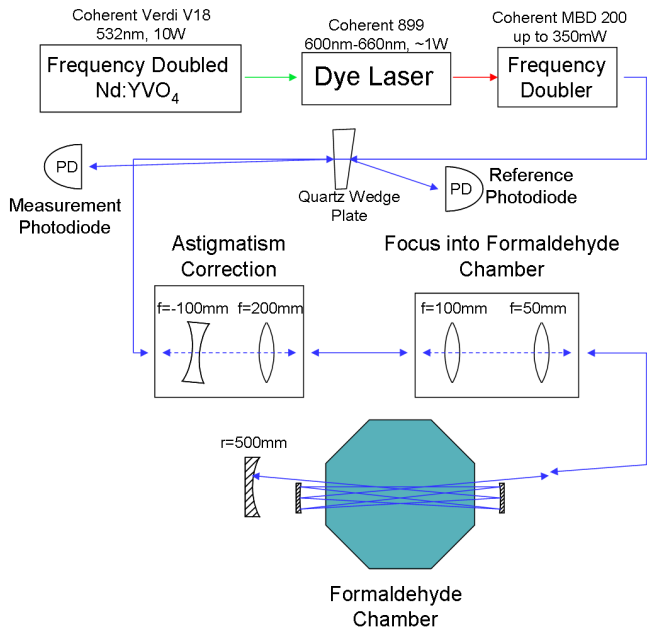 Coherent Verdi V18
532nm, 10W
Frequency Doubled
Nd:YVO4
Coherent 899
600nm-660nm, ~1W
Dye Laser
Coherent MBD 200
up to 350mW
Frequency
Doubler
PD
Measurement
Photodiode
Quartz Wedge
Plate
PD
Reference
Photodiode
Astigmatism
Correction
f=-100mm
f=200mm
Focus into Formaldehyde
Chamber
f=100mm
f=50mm
r=500mm
Formaldehyde
Chamber